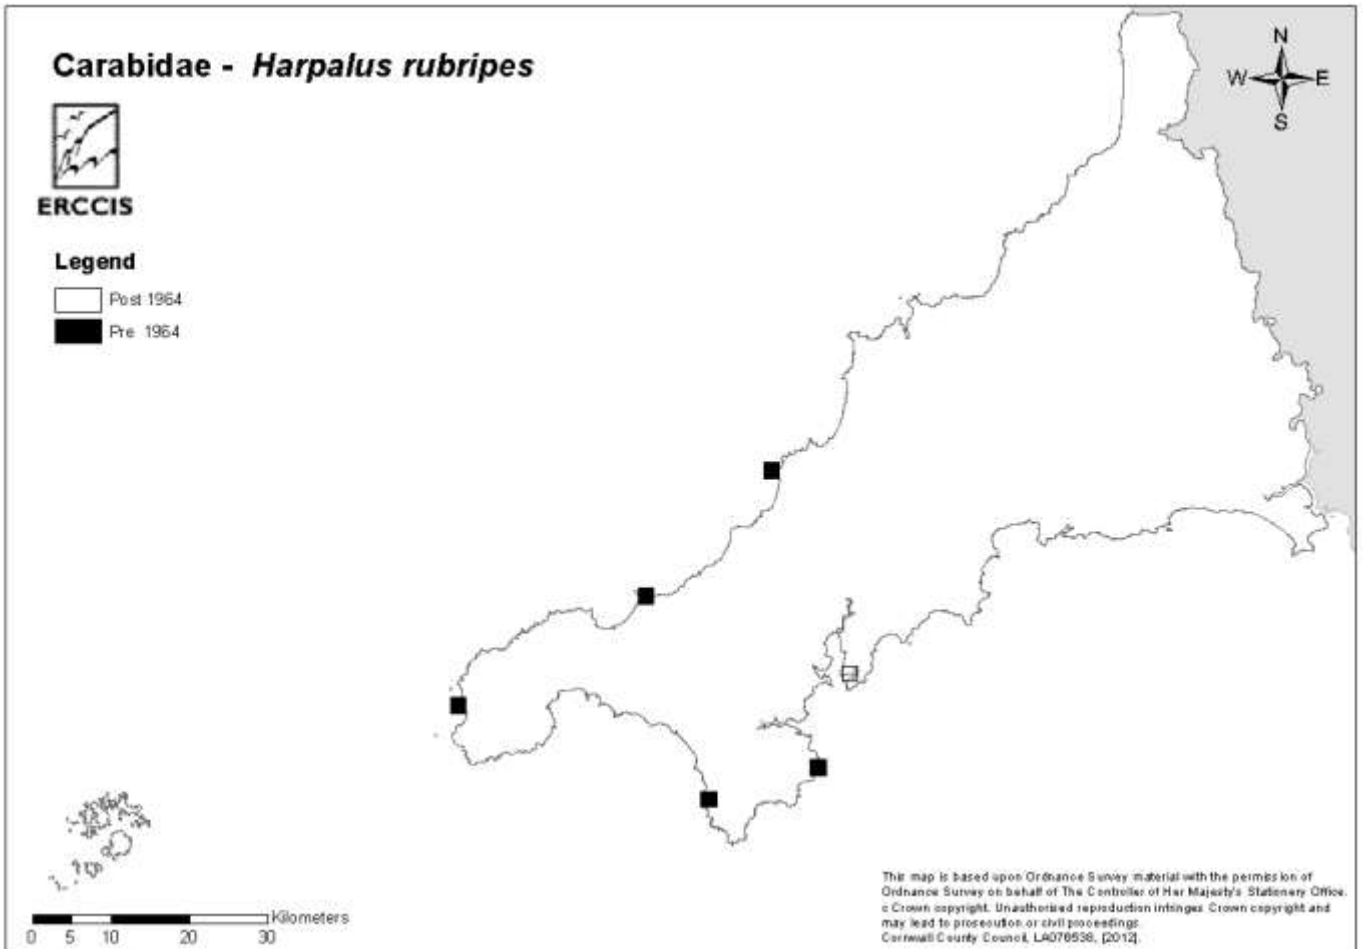 Carabidae - Harpalus rubripes
N
W E
S
ERCCIS
Legend
Post 1964
Pre 1964
This map is based upon Ordnance Survey material with the permission of
Ordnance Survey on behalf of The Controller of Her Majesty's Stationery Office.
c Crown copyright. Unauthorised reproduction infringes Crown copyright and
may lead to prosecution or civil proceedings.
Cornwall County Council, LA076538, [2012].
Kilometers
0 5 10 20 30